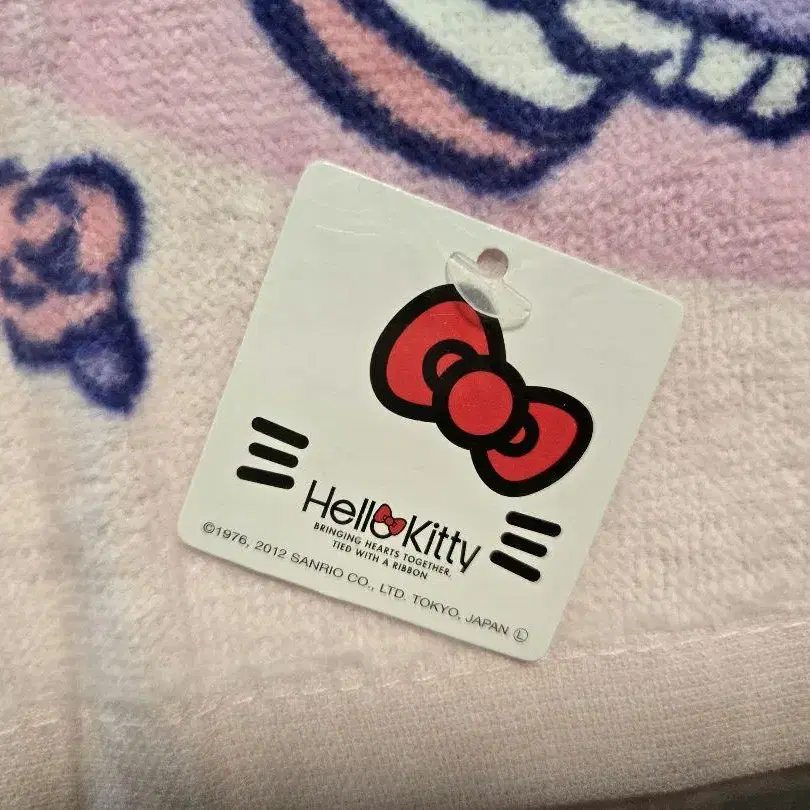 Hello Kitty
BRINGING HEARTS TOGETHER,
TIED WITH A RIBBON
©1976, 2012 SANRIO CO., LTD. TOKYO, JAPAN Ⓛ